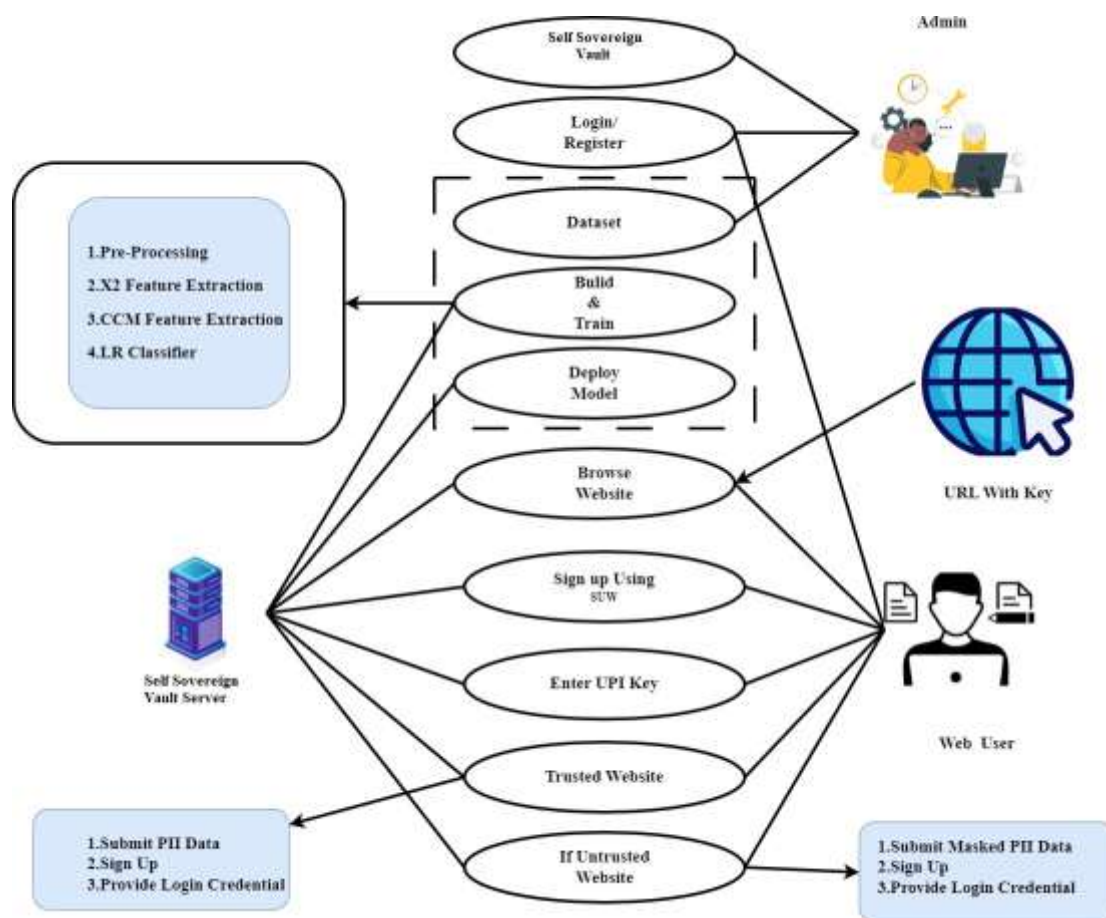 Admin
Self Sovereign
Vault
Login/
Register
Dataset
1.Pre-Processing
2.X2 Feature Extraction
3.CCM Feature Extraction
4.LR Classifier
Bulid
&
Train
Deploy
Model
Browse
Website
URL With Key
Sign up Using
SUW
Self Sovereign
Vault Server
Enter UPI Key
Web User
Trusted Website
1.Submit PII Data
2.Sign Up
3.Provide Login Credential
If Untrusted
Website
1.Submit Masked PII Data
2.Sign Up
3.Provide Login Credential